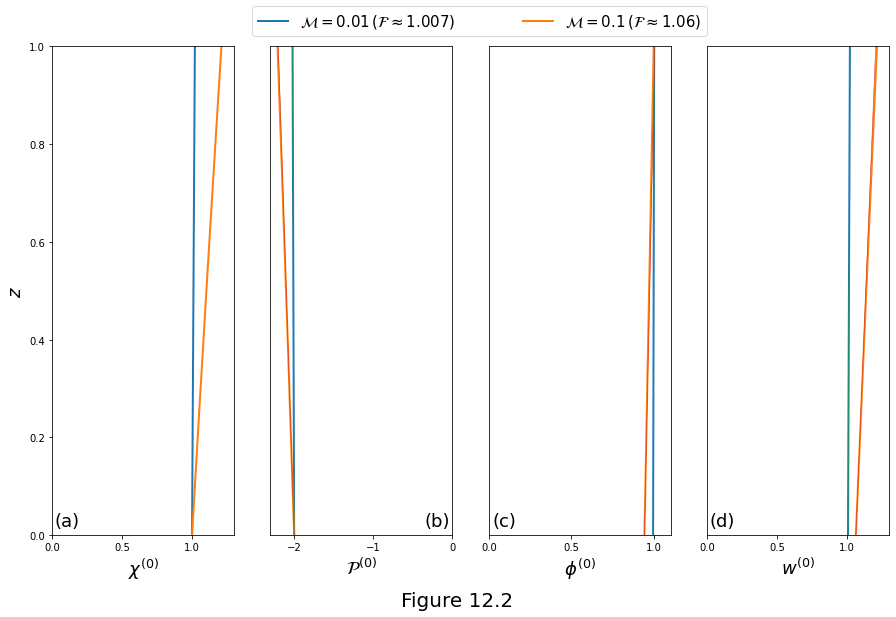 ℳ = 0.01 (ℱ ≈ 1.007) ℳ = 0.1 (ℱ ≈ 1.06)
1.0
0.8
0.6
0.4
0.2
0.0
z
(a) (b) (c) (d)
0.0 0.5 1.0 −2 −1 0 0.0 0.5 1.0 0.0 0.5 1.0
χ⁽⁰⁾ 𝒫⁽⁰⁾ ϕ⁽⁰⁾ w⁽⁰⁾
Figure 12.2